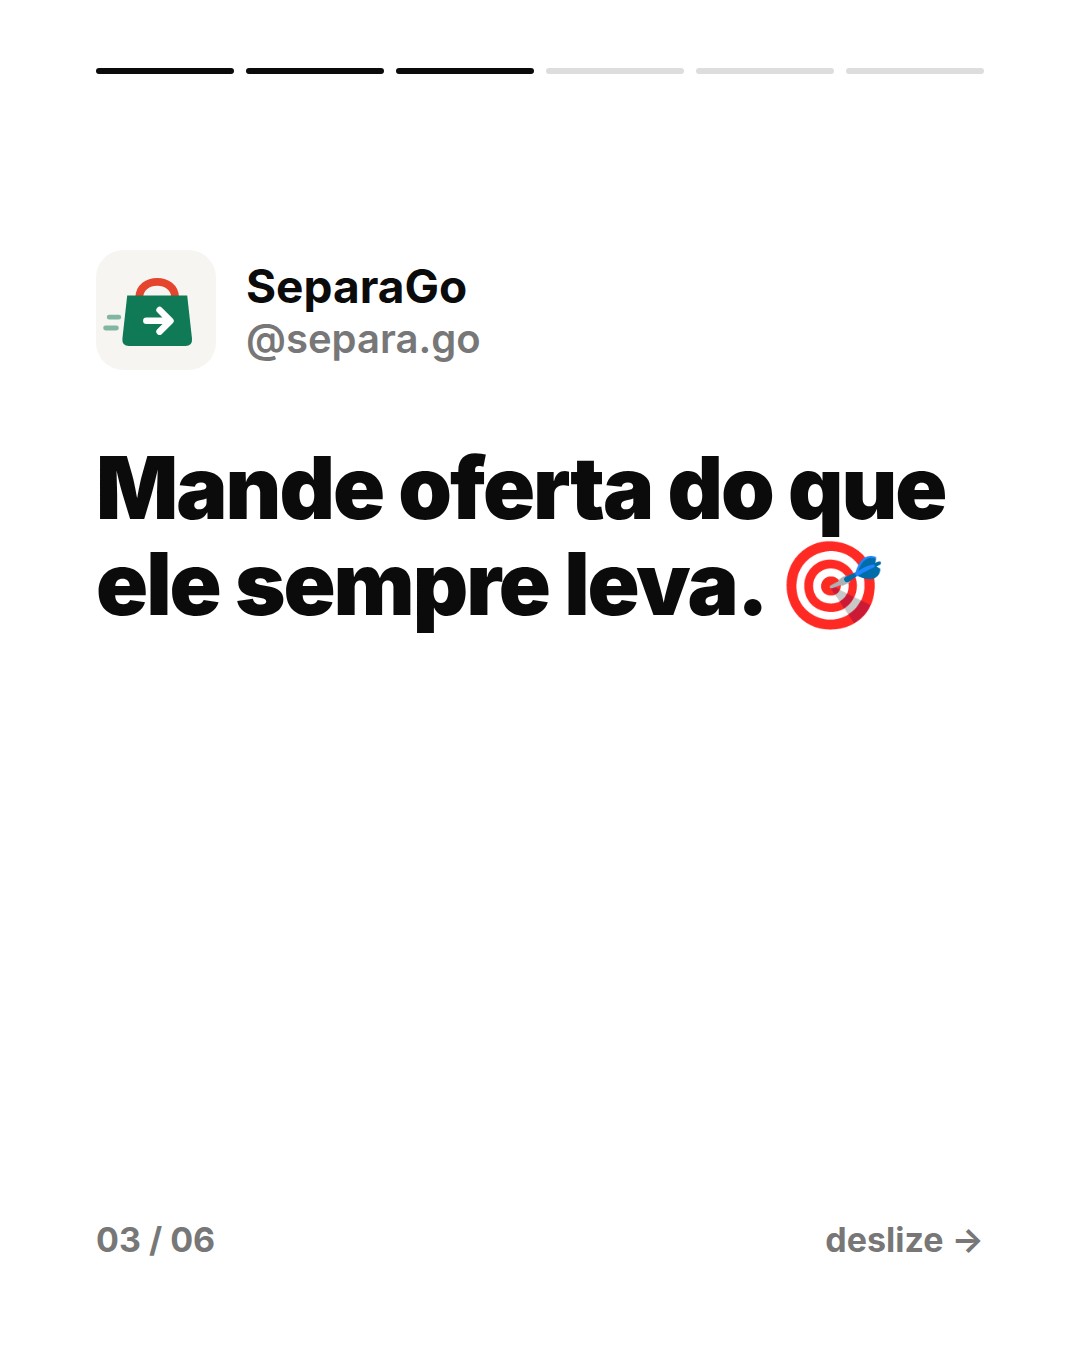 SeparaGo
@separa.go
Mande oferta do que
ele sempre leva. 🎯
03 / 06
deslize →